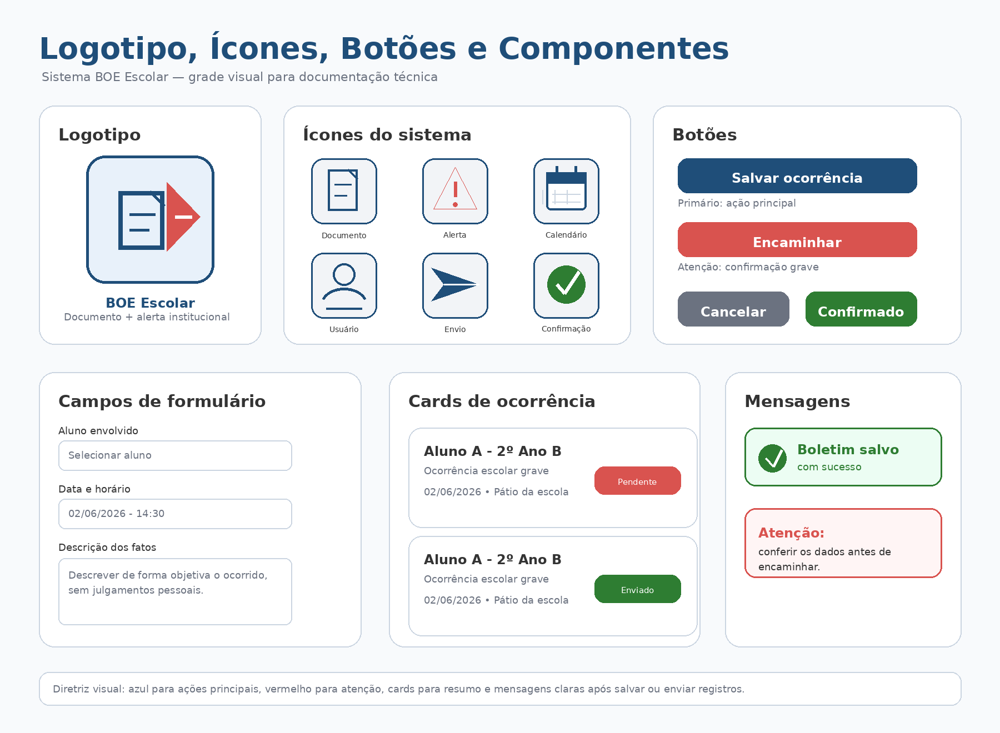 Logotipo, Ícones, Botões e Componentes
Sistema BOE Escolar — grade visual para documentação técnica
Logotipo
BOE Escolar
Documento + alerta institucional
Ícones do sistema
Documento
Alerta
Calendário
Usuário
Envio
Confirmação
Botões
Salvar ocorrência
Primário: ação principal
Encaminhar
Atenção: confirmação grave
Cancelar
Confirmado
Campos de formulário
Aluno envolvido
Selecionar aluno
Data e horário
02/06/2026 - 14:30
Descrição dos fatos
Descrever de forma objetiva o ocorrido,
sem julgamentos pessoais.
Cards de ocorrência
Aluno A - 2º Ano B
Ocorrência escolar grave
02/06/2026 • Pátio da escola
Pendente
Aluno A - 2º Ano B
Ocorrência escolar grave
02/06/2026 • Pátio da escola
Enviado
Mensagens
Boletim salvo
com sucesso
Atenção:
conferir os dados antes de
encaminhar.
Diretriz visual: azul para ações principais, vermelho para atenção, cards para resumo e mensagens claras após salvar ou enviar registros.